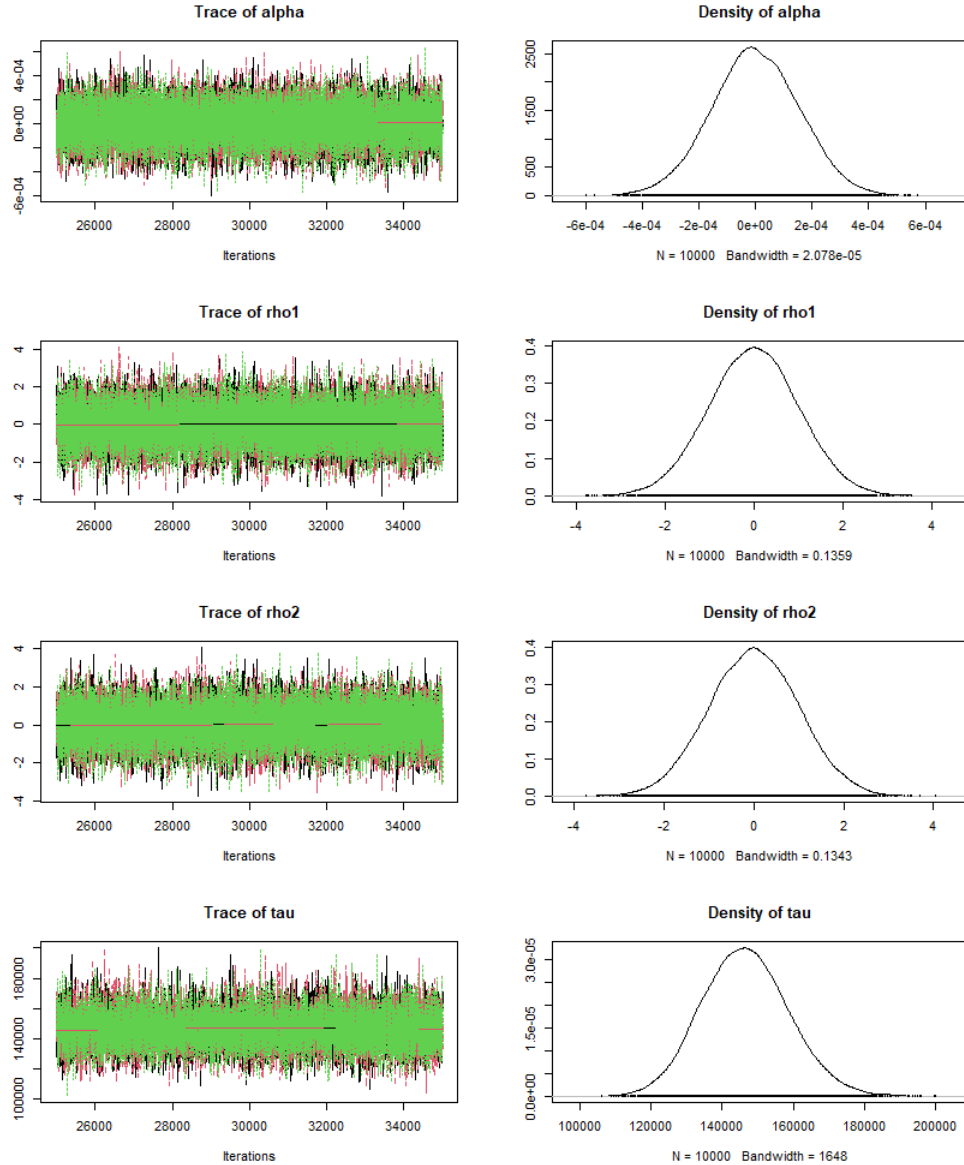 Trace of alpha
4e-04
0e+00
-6e-04
26000 28000 30000 32000 34000
Iterations
Density of alpha
2500
1500
500
0
-6e-04 -4e-04 -2e-04 0e+00 2e-04 4e-04 6e-04
N = 10000 Bandwidth = 2.078e-05
Trace of rho1
4
2
0
-2
-4
26000 28000 30000 32000 34000
Iterations
Density of rho1
0.4
0.3
0.2
0.1
0.0
-4 -2 0 2 4
N = 10000 Bandwidth = 0.1359
Trace of rho2
4
2
0
-2
-4
26000 28000 30000 32000 34000
Iterations
Density of rho2
0.4
0.3
0.2
0.1
0.0
-4 -2 0 2 4
N = 10000 Bandwidth = 0.1343
Trace of tau
180000
140000
100000
26000 28000 30000 32000 34000
Iterations
Density of tau
3.0e-05
1.5e-05
0.0e+00
100000 120000 140000 160000 180000 200000
N = 10000 Bandwidth = 1648